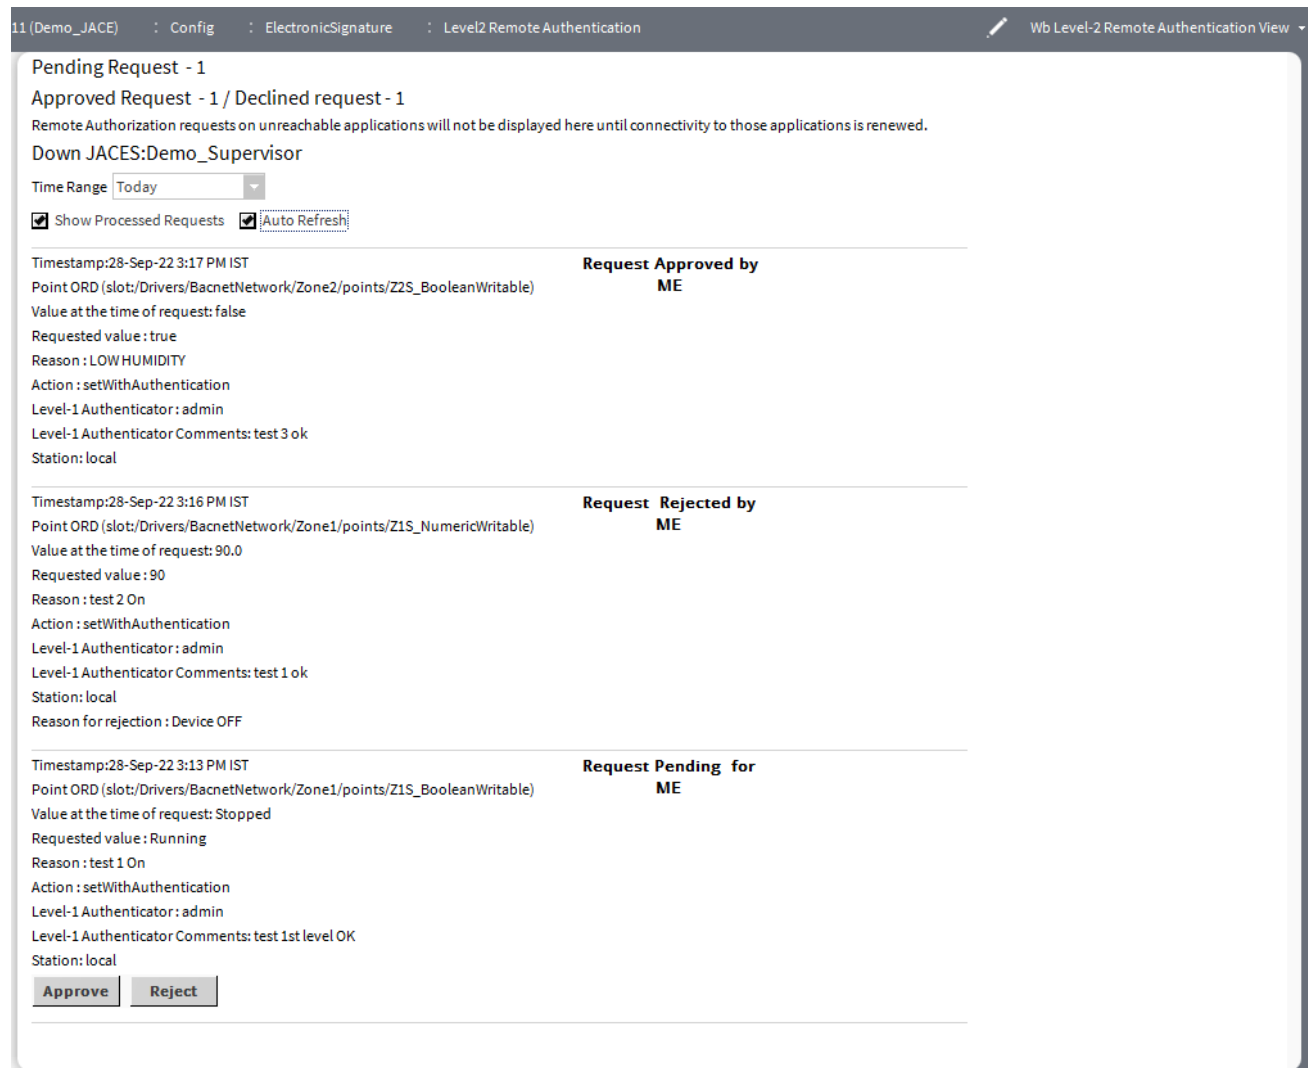 11 (Demo_JACE) : Config : ElectronicSignature : Level2 Remote Authentication Wb Level-2 Remote Authentication View
Pending Request - 1
Approved Request - 1 / Declined request - 1
Remote Authorization requests on unreachable applications will not be displayed here until connectivity to those applications is renewed.
Down JACES:Demo_Supervisor
Time Range Today
Show Processed Requests Auto Refresh
Timestamp:28-Sep-22 3:17 PM IST
Request Approved by
ME
Point ORD (slot:/Drivers/BacnetNetwork/Zone2/points/Z2S_BooleanWritable)
Value at the time of request: false
Requested value : true
Reason : LOW HUMIDITY
Action : setWithAuthentication
Level-1 Authenticator : admin
Level-1 Authenticator Comments: test 3 ok
Station: local
Timestamp:28-Sep-22 3:16 PM IST
Request Rejected by
ME
Point ORD (slot:/Drivers/BacnetNetwork/Zone1/points/Z1S_NumericWritable)
Value at the time of request: 90.0
Requested value : 90
Reason : test 2 On
Action : setWithAuthentication
Level-1 Authenticator : admin
Level-1 Authenticator Comments: test 1 ok
Station: local
Reason for rejection : Device OFF
Timestamp:28-Sep-22 3:13 PM IST
Request Pending for
ME
Point ORD (slot:/Drivers/BacnetNetwork/Zone1/points/Z1S_BooleanWritable)
Value at the time of request: Stopped
Requested value : Running
Reason : test 1 On
Action : setWithAuthentication
Level-1 Authenticator : admin
Level-1 Authenticator Comments: test 1st level OK
Station: local
Approve Reject